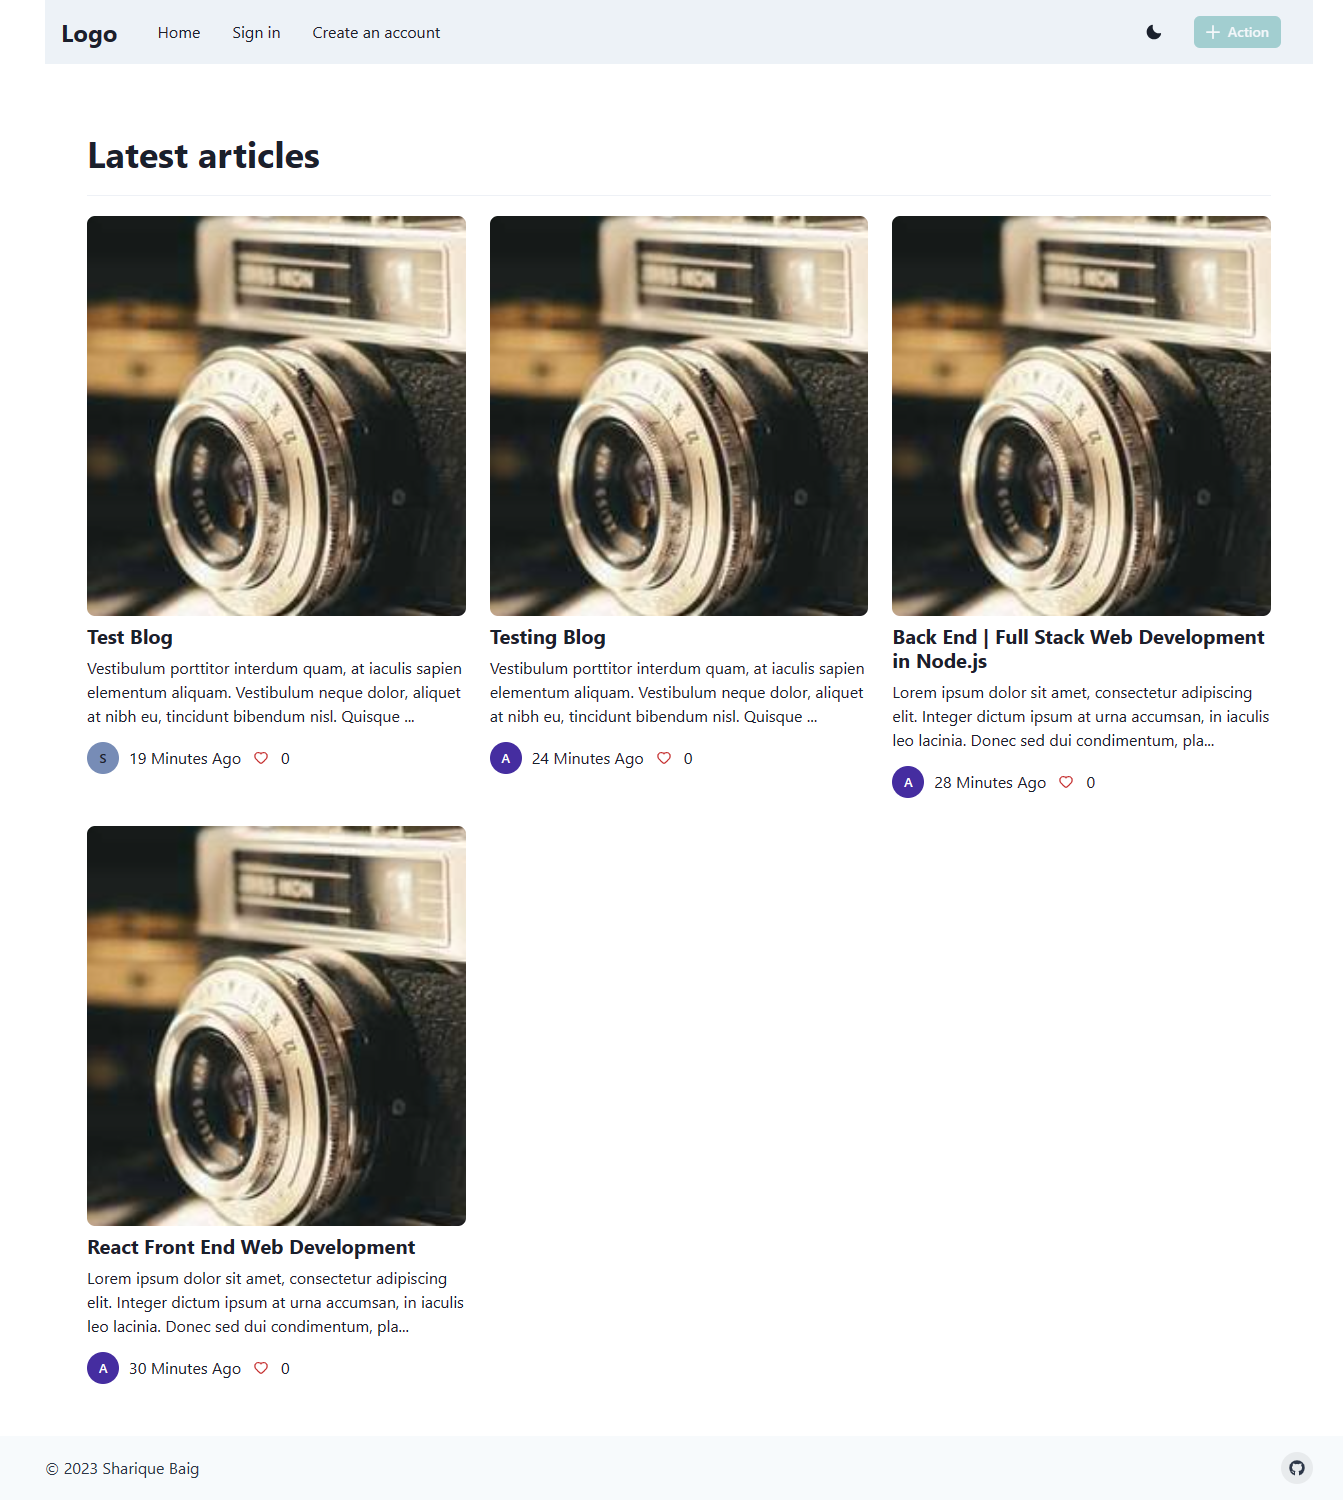 Logo Home Sign in Create an account Action
Latest articles
Test Blog
Vestibulum porttitor interdum quam, at iaculis sapien
elementum aliquam. Vestibulum neque dolor, aliquet
at nibh eu, tincidunt bibendum nisl. Quisque ...
S 19 Minutes Ago 0
Testing Blog
Vestibulum porttitor interdum quam, at iaculis sapien
elementum aliquam. Vestibulum neque dolor, aliquet
at nibh eu, tincidunt bibendum nisl. Quisque ...
A 24 Minutes Ago 0
Back End | Full Stack Web Development
in Node.js
Lorem ipsum dolor sit amet, consectetur adipiscing
elit. Integer dictum ipsum at urna accumsan, in iaculis
leo lacinia. Donec sed dui condimentum, pla...
A 28 Minutes Ago 0
React Front End Web Development
Lorem ipsum dolor sit amet, consectetur adipiscing
elit. Integer dictum ipsum at urna accumsan, in iaculis
leo lacinia. Donec sed dui condimentum, pla...
A 30 Minutes Ago 0
© 2023 Sharique Baig